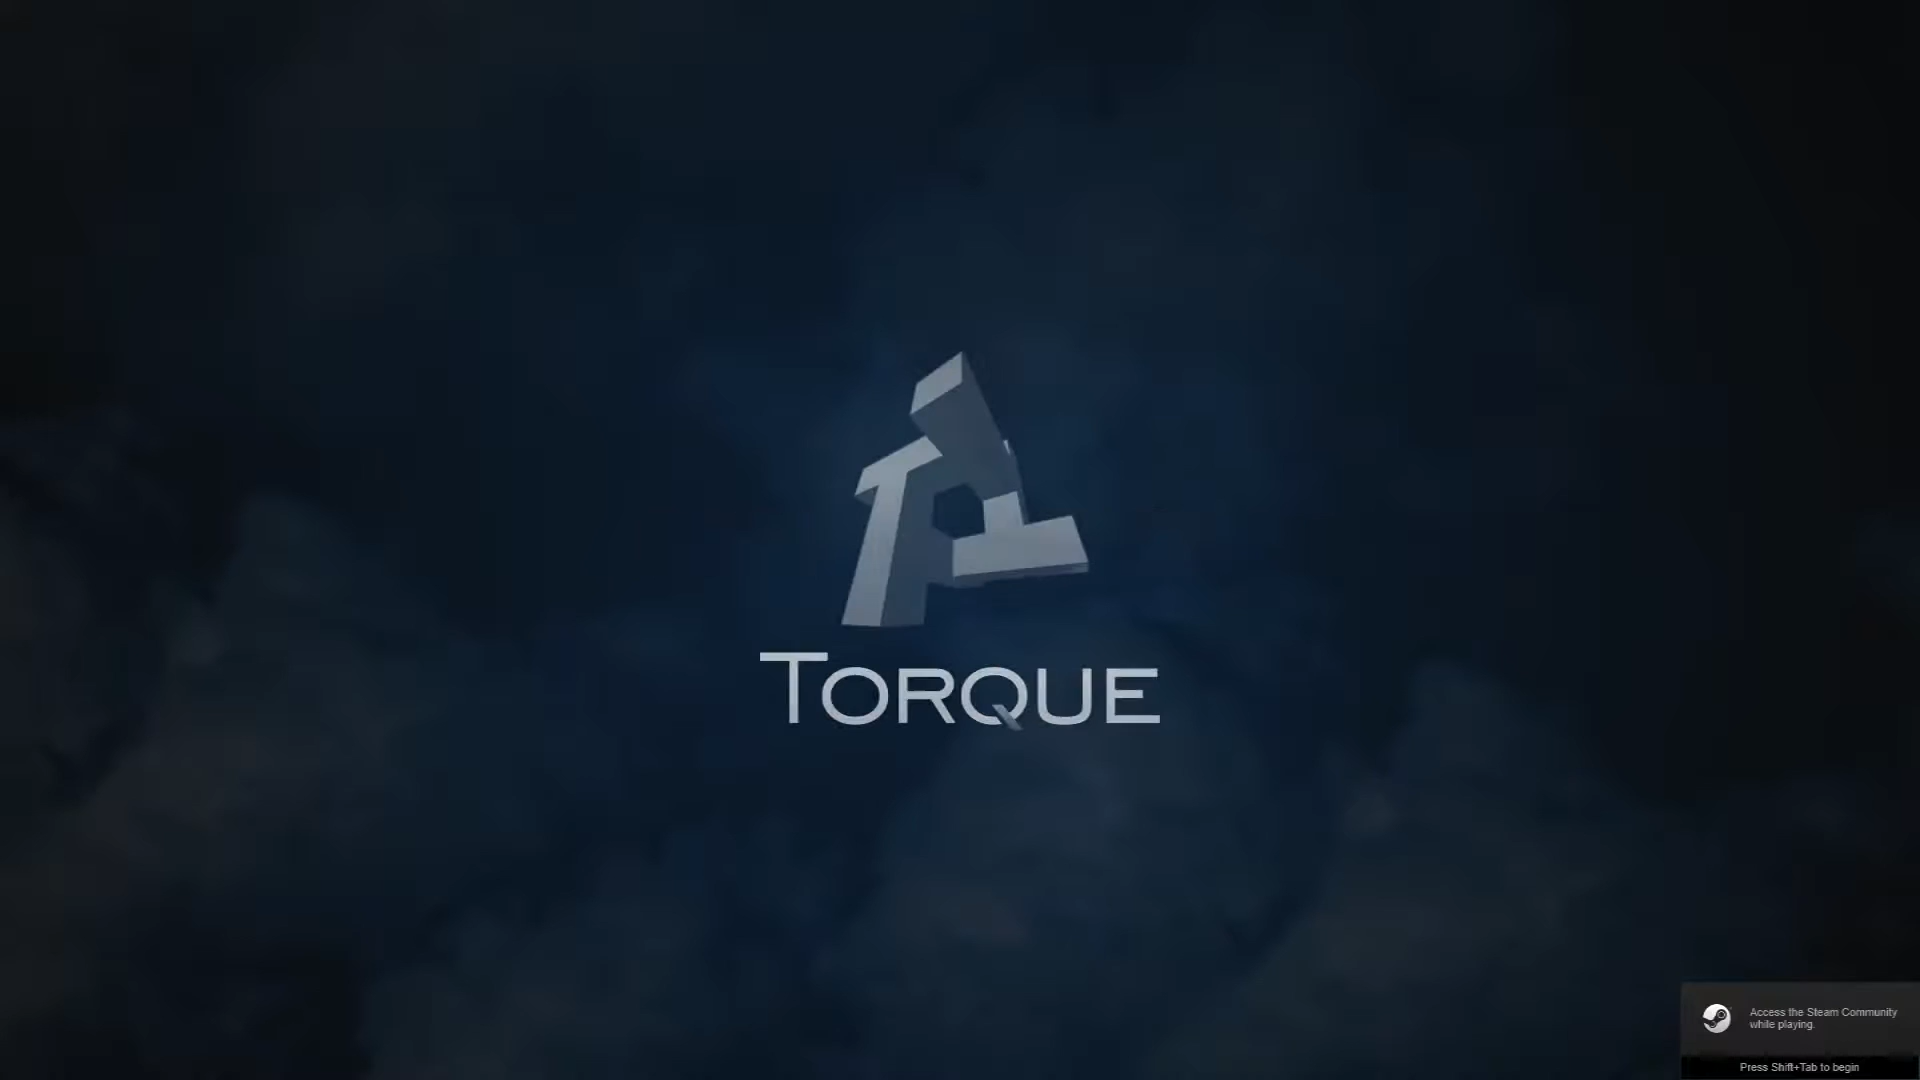 TORQUE
Access the Steam Community
while playing.
Press Shift+Tab to begin